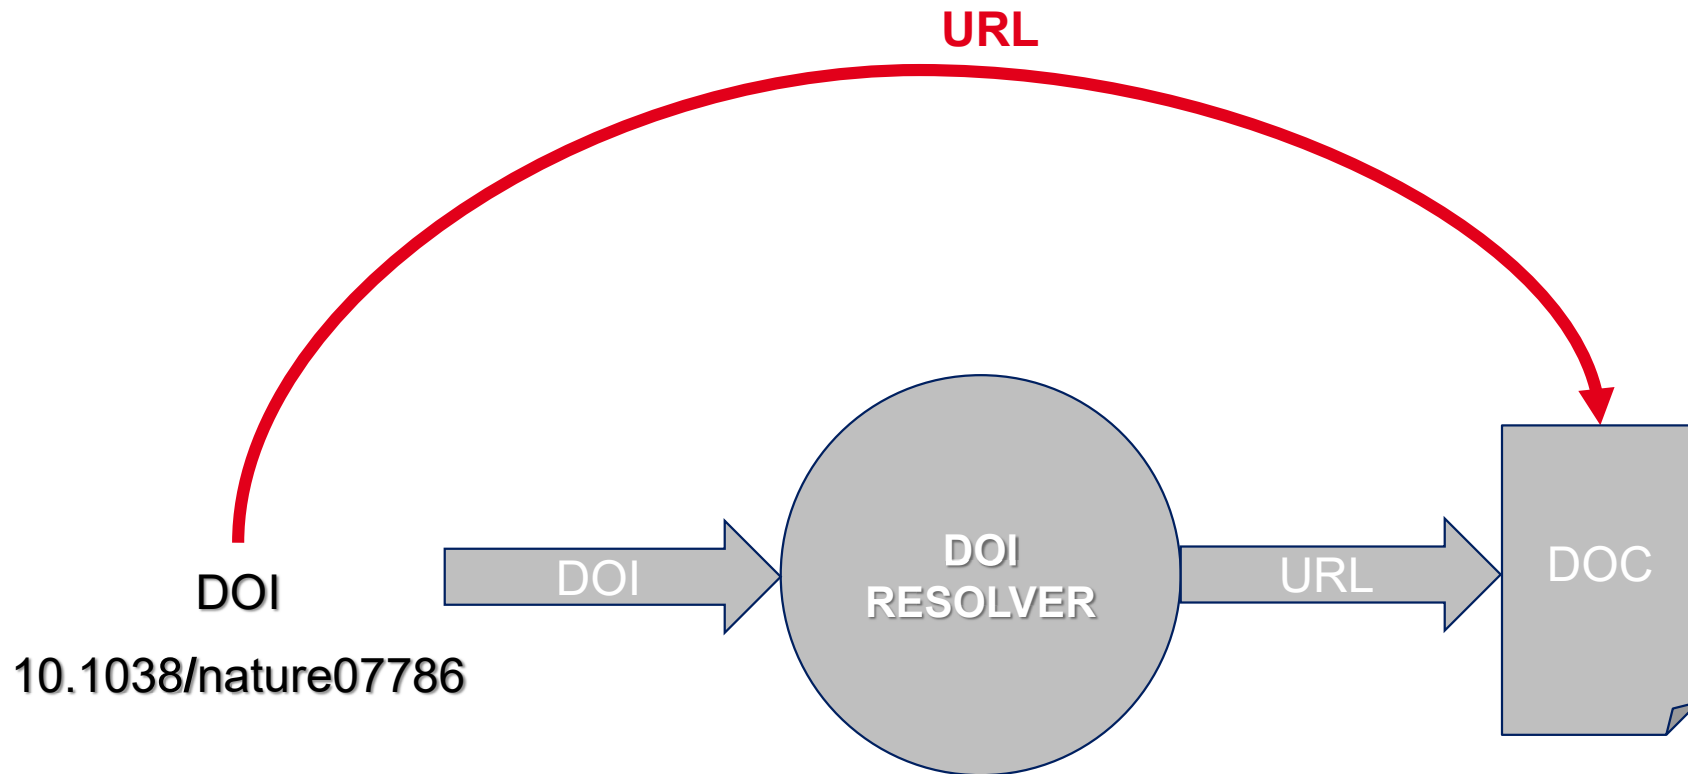 URL
DOI
10.1038/nature07786
DOI
DOI
RESOLVER
URL
DOC